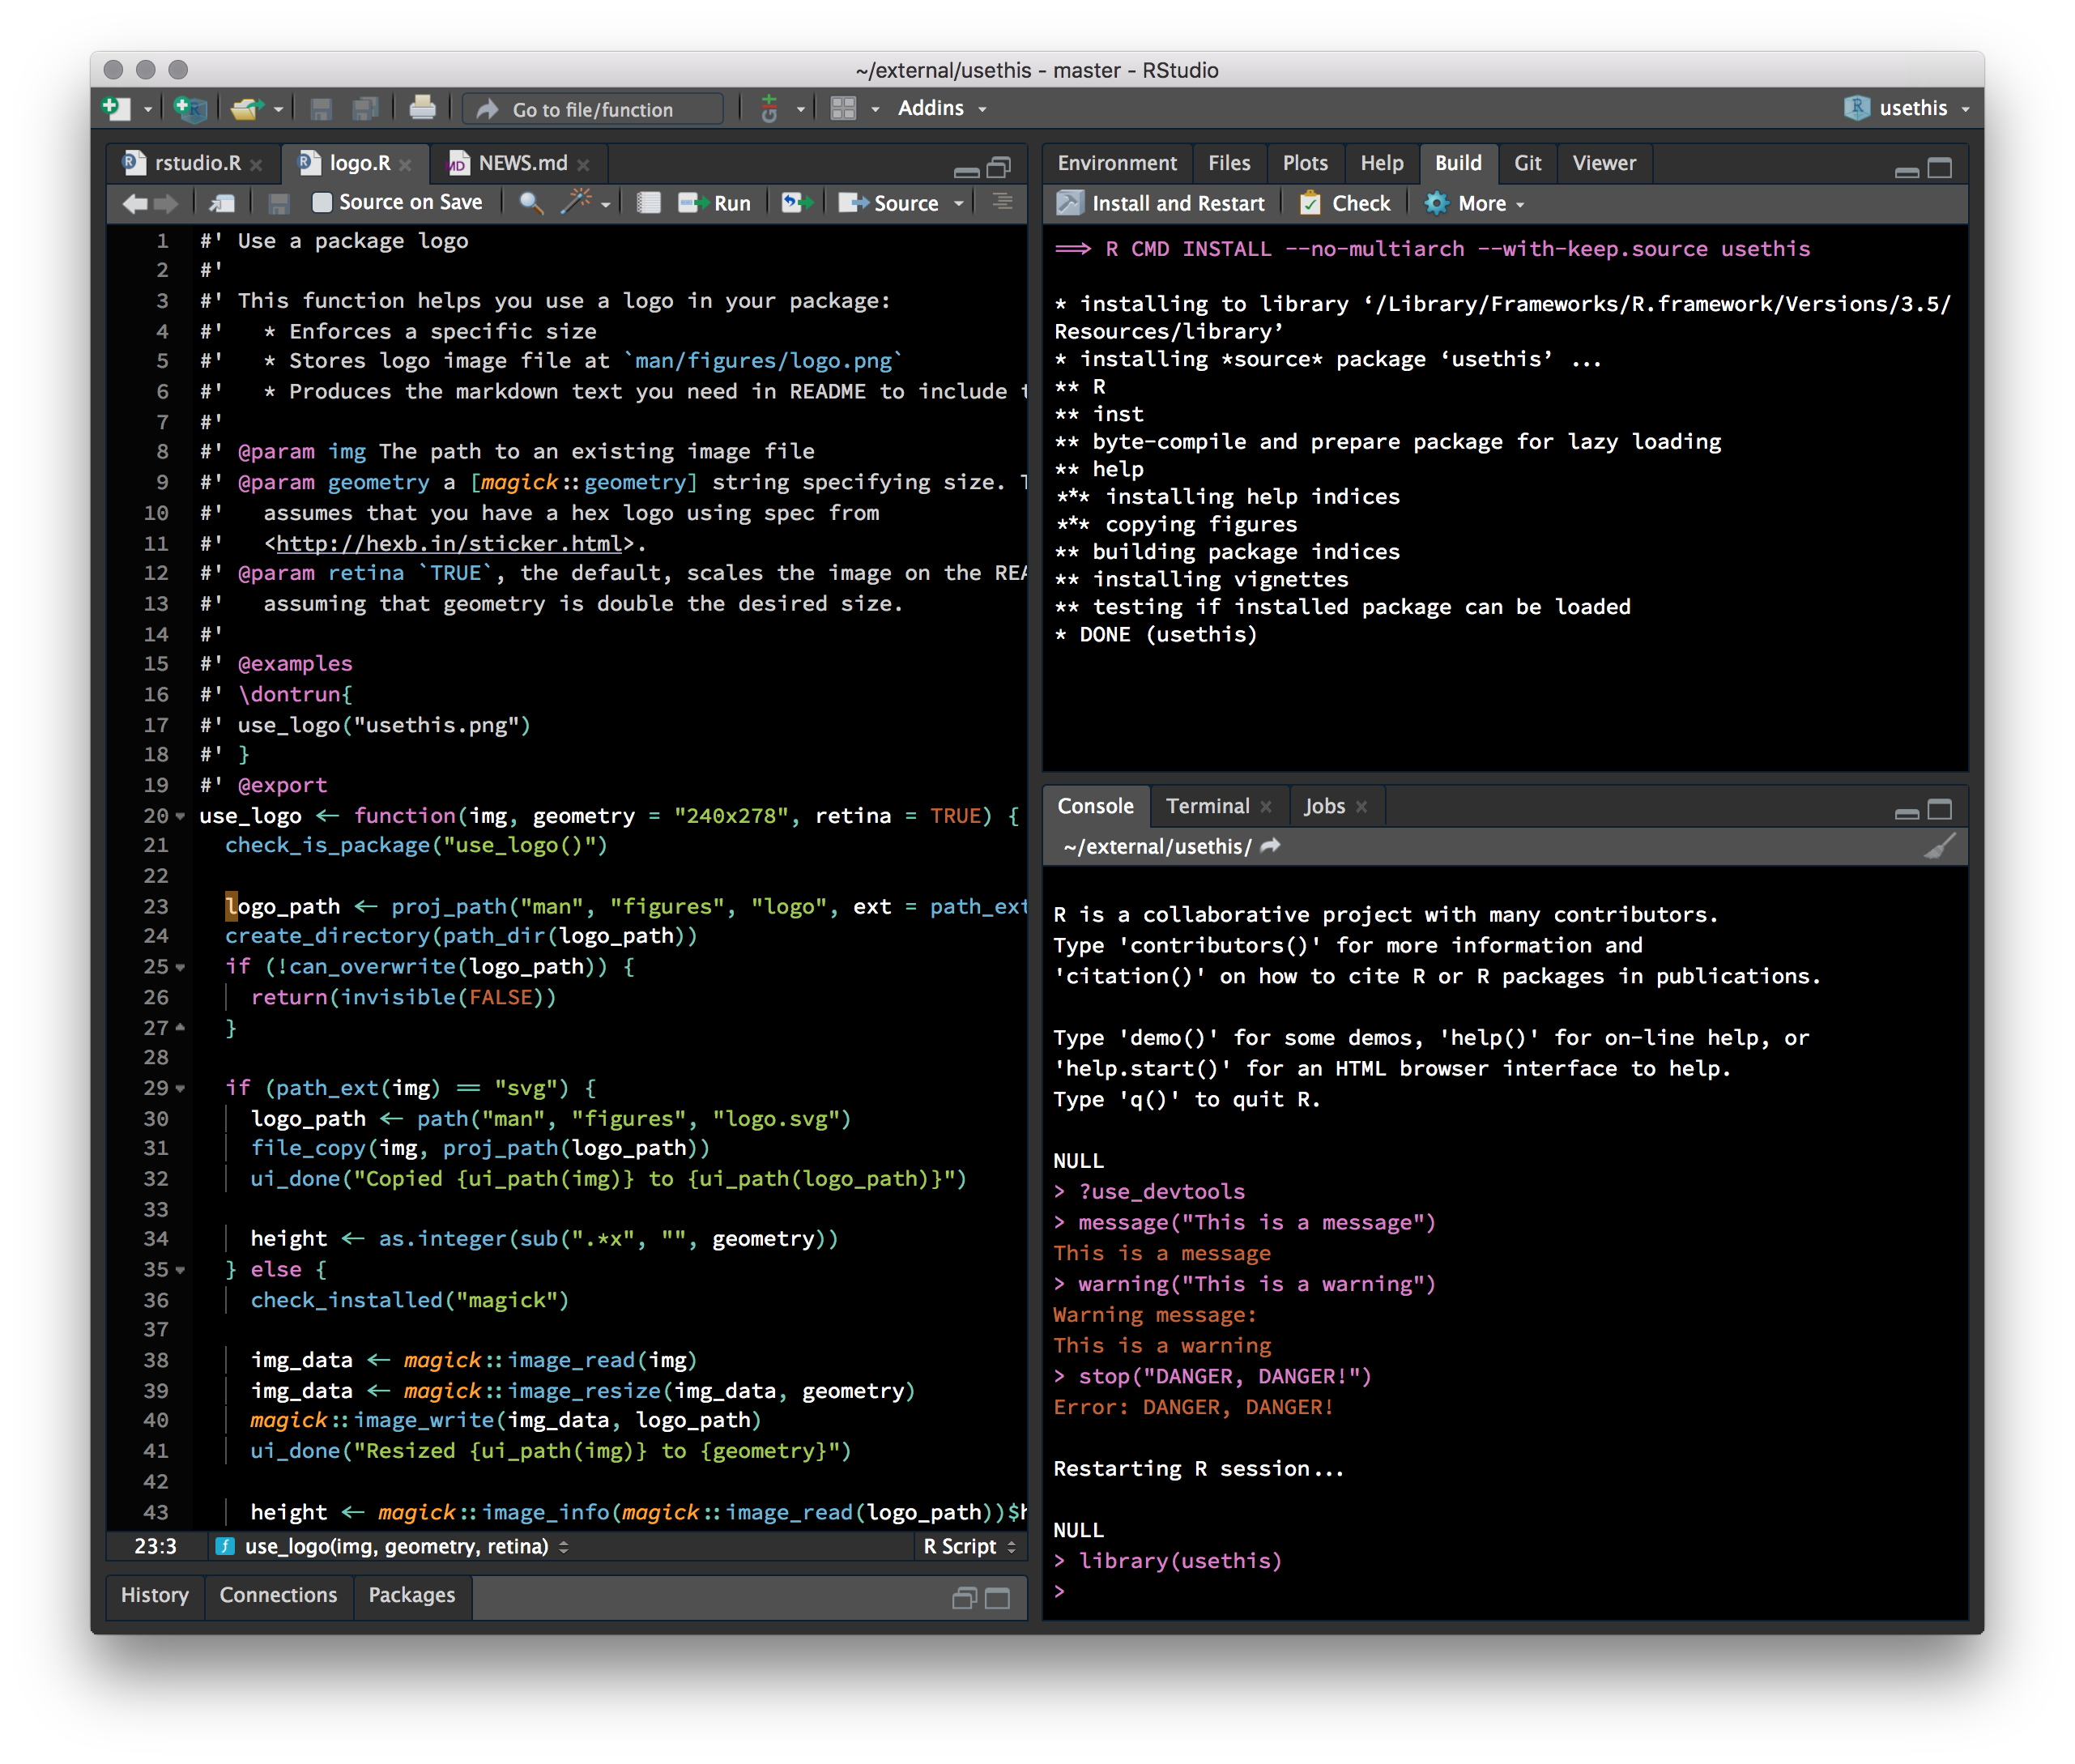 ~/external/usethis - master - RStudio
Go to file/function
Addins
usethis
rstudio.R
logo.R
NEWS.md
Source on Save
Run
Source
1 #' Use a package logo
2 #'
3 #' This function helps you use a logo in your package:
4 #'   * Enforces a specific size
5 #'   * Stores logo image file at `man/figures/logo.png`
6 #'   * Produces the markdown text you need in README to include
7 #'
8 #' @param img The path to an existing image file
9 #' @param geometry a [magick::geometry] string specifying size.
10 #'   assumes that you have a hex logo using spec from
11 #'   <http://hexb.in/sticker.html>.
12 #' @param retina `TRUE`, the default, scales the image on the
13 #'   assuming that geometry is double the desired size.
14 #'
15 #' @examples
16 #' \dontrun{
17 #' use_logo("usethis.png")
18 #' }
19 #' @export
20 use_logo <- function(img, geometry = "240x278", retina = TRUE) {
21   check_is_package("use_logo()")
22
23   logo_path <- proj_path("man", "figures", "logo", ext = path_ext
24   create_directory(path_dir(logo_path))
25   if (!can_overwrite(logo_path)) {
26     return(invisible(FALSE))
27   }
28
29   if (path_ext(img) == "svg") {
30     logo_path <- path("man", "figures", "logo.svg")
31     file_copy(img, proj_path(logo_path))
32     ui_done("Copied {ui_path(img)} to {ui_path(logo_path)}")
33
34     height <- as.integer(sub(".*x", "", geometry))
35   } else {
36     check_installed("magick")
37
38     img_data <- magick::image_read(img)
39     img_data <- magick::image_resize(img_data, geometry)
40     magick::image_write(img_data, logo_path)
41     ui_done("Resized {ui_path(img)} to {geometry}")
42
43     height <- magick::image_info(magick::image_read(logo_path))$h
23:3
use_logo(img, geometry, retina)
R Script
History
Connections
Packages
Environment
Files
Plots
Help
Build
Git
Viewer
Install and Restart
Check
More
==> R CMD INSTALL --no-multiarch --with-keep.source usethis
* installing to library ‘/Library/Frameworks/R.framework/Versions/3.5/
Resources/library’
* installing *source* package ‘usethis’ ...
** R
** inst
** byte-compile and prepare package for lazy loading
** help
*** installing help indices
*** copying figures
** building package indices
** installing vignettes
** testing if installed package can be loaded
* DONE (usethis)
Console
Terminal
Jobs
~/external/usethis/
R is a collaborative project with many contributors.
Type 'contributors()' for more information and
'citation()' on how to cite R or R packages in publications.
Type 'demo()' for some demos, 'help()' for on-line help, or
'help.start()' for an HTML browser interface to help.
Type 'q()' to quit R.
NULL
> ?use_devtools
> message("This is a message")
This is a message
> warning("This is a warning")
Warning message:
This is a warning
> stop("DANGER, DANGER!")
Error: DANGER, DANGER!
Restarting R session...
NULL
> library(usethis)
>